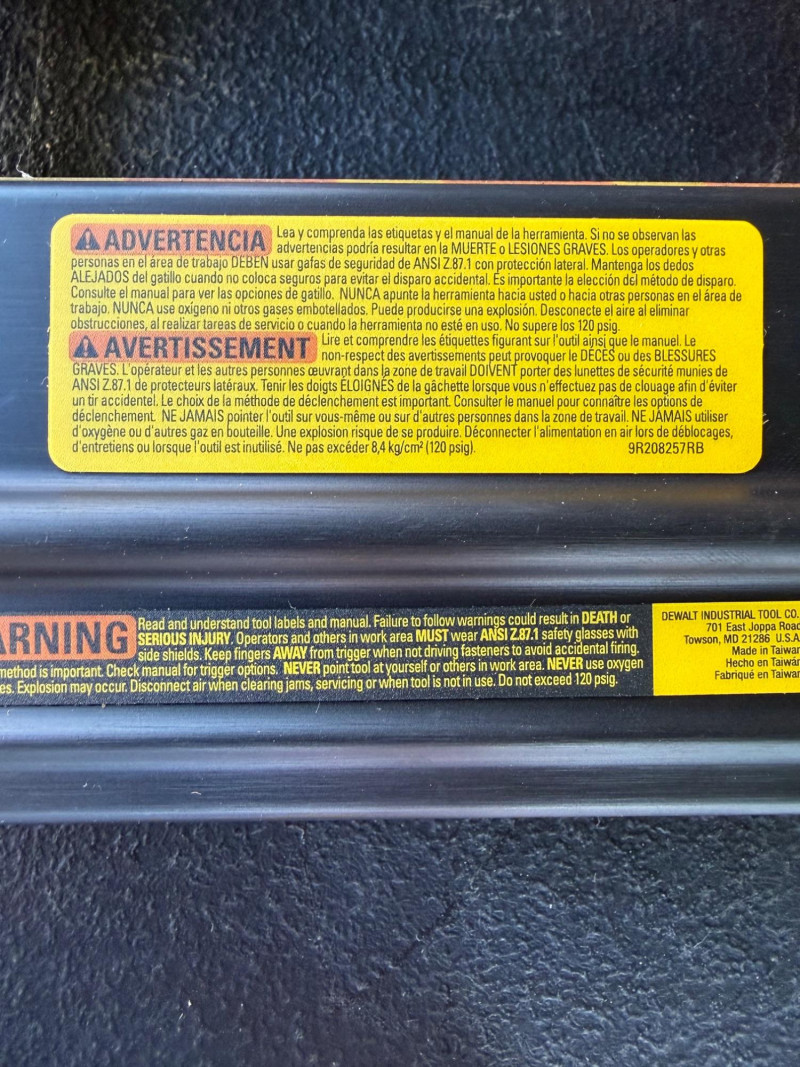 ADVERTENCIA Lea y comprenda las etiquetas y el manual de la herramienta. Si no se observan las
advertencias podría resultar en la MUERTE o LESIONES GRAVES. Los operadores y otras
personas en el área de trabajo DEBEN usar gafas de seguridad de ANSI Z.87.1 con protección lateral. Mantenga los dedos
ALEJADOS del gatillo cuando no coloca seguros para evitar el disparo accidental. Es importante la elección del método de disparo.
Consulte el manual para ver las opciones de gatillo. NUNCA apunte la herramienta hacia usted o hacia otras personas en el área de
trabajo. NUNCA use oxígeno ni otros gases embotellados. Puede producirse una explosión. Desconecte el aire al eliminar
obstrucciones, al realizar tareas de servicio o cuando la herramienta no esté en uso. No supere los 120 psig.
AVERTISSEMENT Lire et comprendre les étiquettes figurant sur l'outil ainsi que le manuel. Le
non-respect des avertissements peut provoquer le DÉCÈS ou des BLESSURES
GRAVES. L'opérateur et les autres personnes œuvrant dans la zone de travail DOIVENT porter des lunettes de sécurité munies de
ANSI Z.87.1 de protecteurs latéraux. Tenir les doigts ÉLOIGNÉS de la gâchette lorsque vous n'effectuez pas de clouage afin d'éviter
un tir accidentel. Le choix de la méthode de déclenchement est important. Consulter le manuel pour connaître les options de
déclenchement. NE JAMAIS pointer l'outil sur vous-même ou sur d'autres personnes dans la zone de travail. NE JAMAIS utiliser
d'oxygène ou d'autres gaz en bouteille. Une explosion risque de se produire. Déconnecter l'alimentation en air lors de déblocages,
d'entretiens ou lorsque l'outil est inutilisé. Ne pas excéder 8,4 kg/cm² (120 psig). 9R208257RB
ARNING Read and understand tool labels and manual. Failure to follow warnings could result in DEATH or
SERIOUS INJURY. Operators and others in work area MUST wear ANSI Z.87.1 safety glasses with
side shields. Keep fingers AWAY from trigger when not driving fasteners to avoid accidental firing.
method is important. Check manual for trigger options. NEVER point tool at yourself or others in work area. NEVER use oxygen
es. Explosion may occur. Disconnect air when clearing jams, servicing or when tool is not in use. Do not exceed 120 psig.
DEWALT INDUSTRIAL TOOL CO.
701 East Joppa Road
Towson, MD 21286 U.S.A
Made in Taiwan
Hecho en Taiwán
Fabriqué en Taiwan